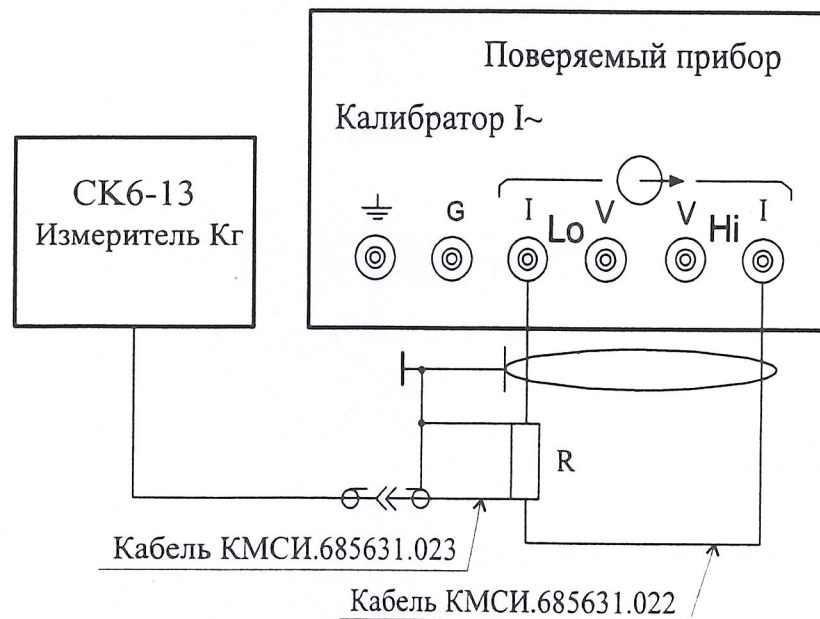 Поверяемый прибор
Калибратор I~
СК6-13
Измеритель Кг
G I Lo V V Hi I
R
Кабель КМСИ.685631.023
Кабель КМСИ.685631.022